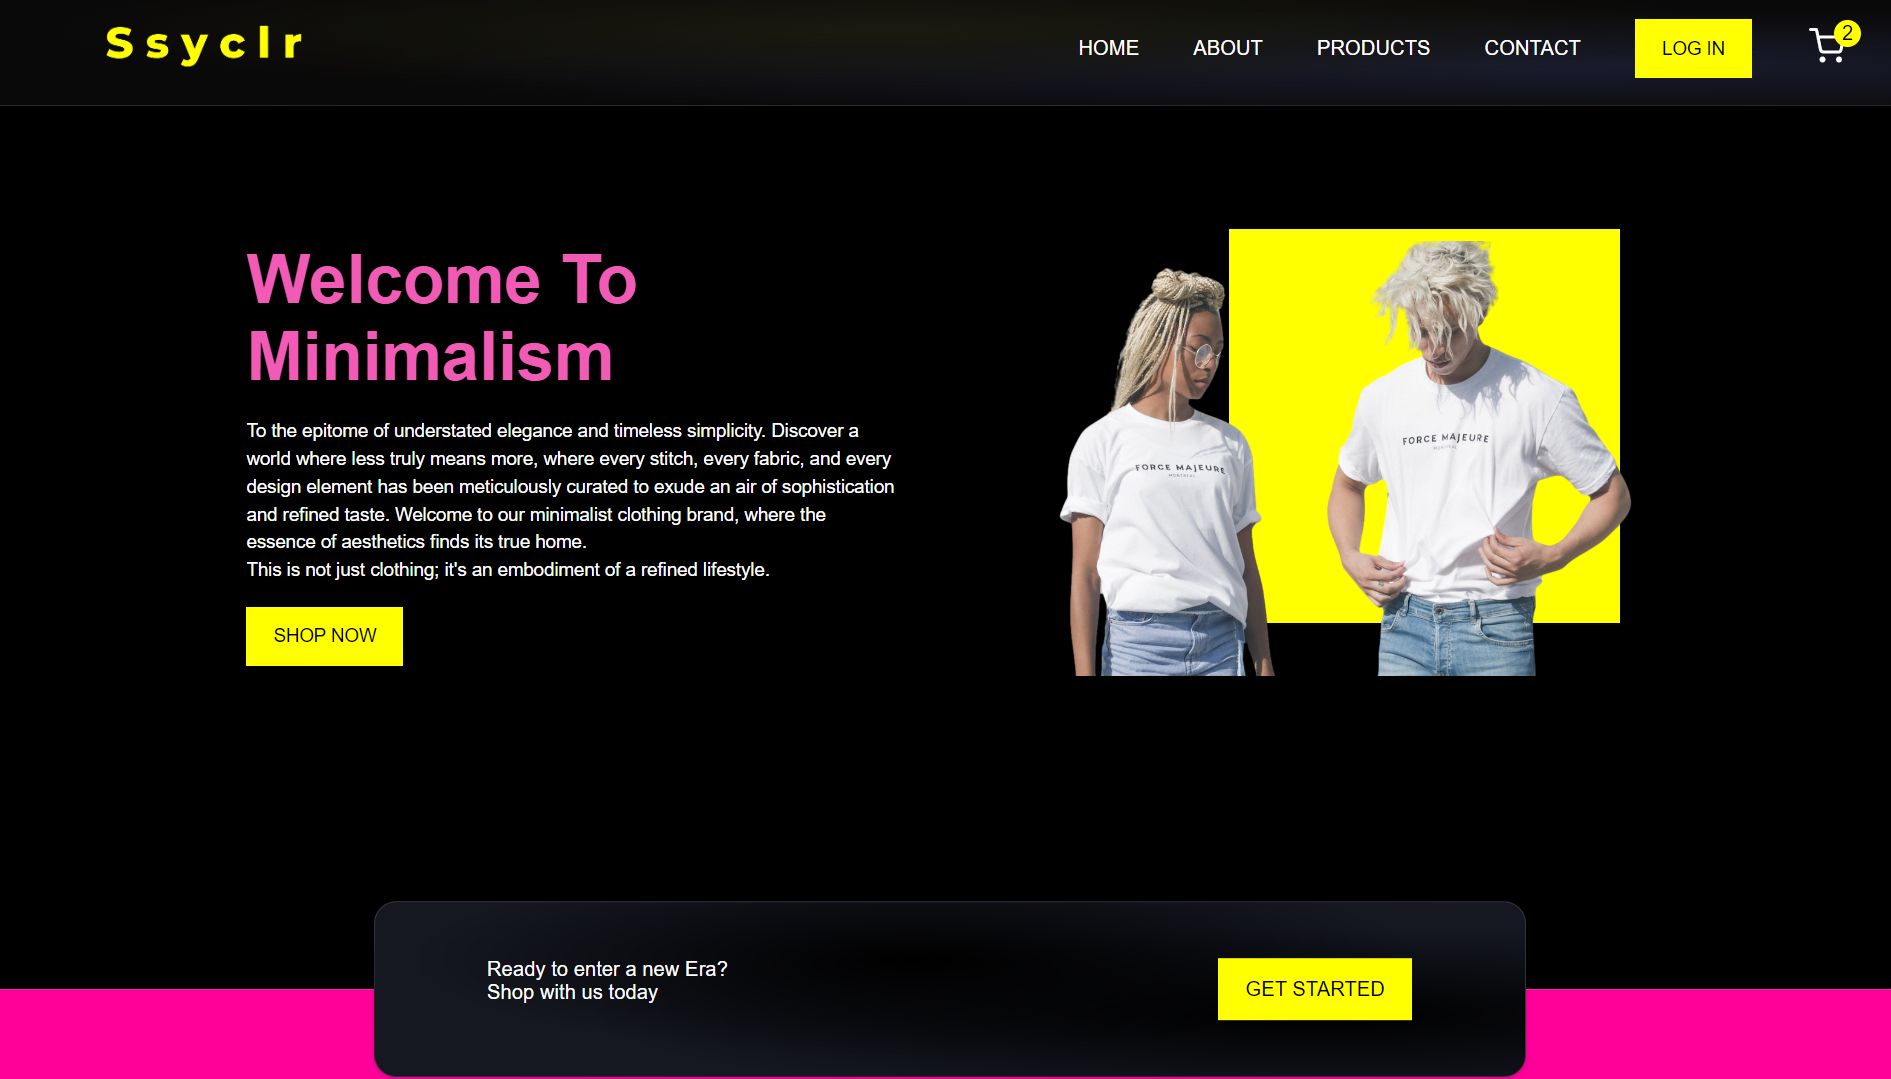 Ssyclr
HOME ABOUT PRODUCTS CONTACT LOG IN 2
Welcome To
Minimalism
To the epitome of understated elegance and timeless simplicity. Discover a
world where less truly means more, where every stitch, every fabric, and every
design element has been meticulously curated to exude an air of sophistication
and refined taste. Welcome to our minimalist clothing brand, where the
essence of aesthetics finds its true home.
This is not just clothing; it's an embodiment of a refined lifestyle.
SHOP NOW
FORCE MAJEURE
MONTREAL
FORCE MAJEURE
MONTREAL
Ready to enter a new Era?
Shop with us today
GET STARTED